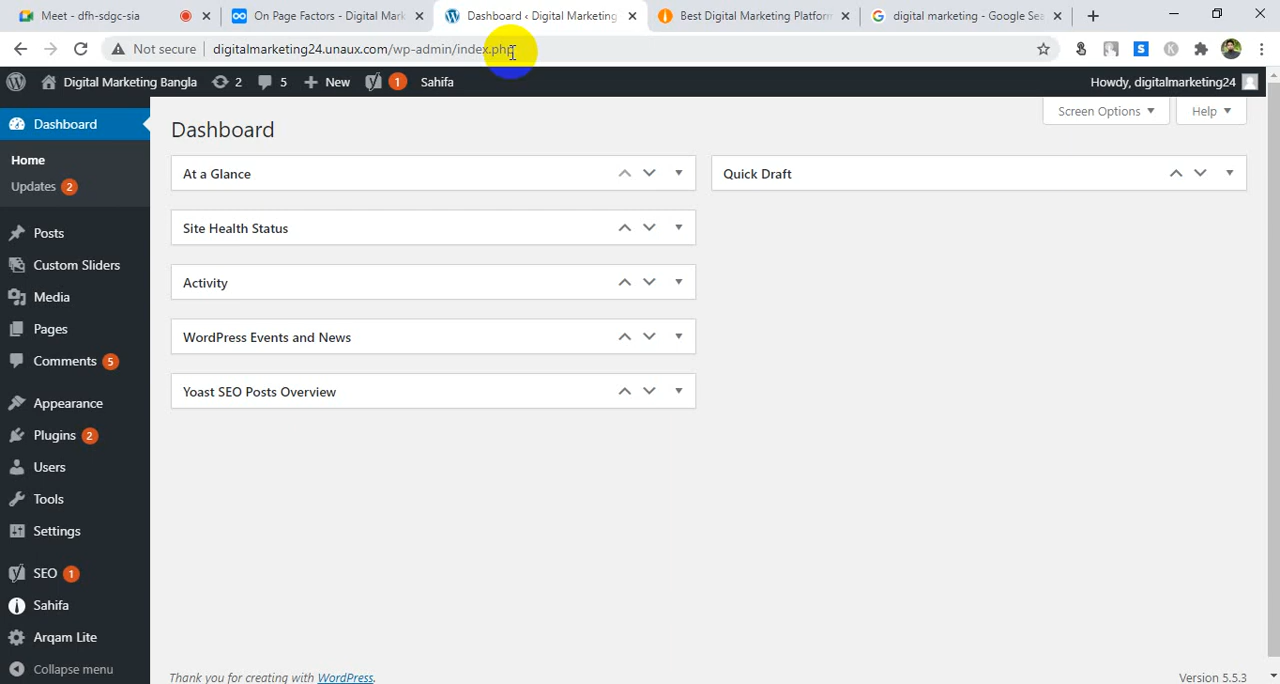 Meet - dfh-sdgc-sia
On Page Factors - Digital Mark
Dashboard ‹ Digital Marketing
Best Digital Marketing Platform
digital marketing - Google Sea
Not secure
digitalmarketing24.unaux.com/wp-admin/index.php
Digital Marketing Bangla
2
5
New
1
Sahifa
Howdy, digitalmarketing24
Screen Options
Help
Dashboard
Home
Updates 2
Posts
Custom Sliders
Media
Pages
Comments 5
Appearance
Plugins 2
Users
Tools
Settings
SEO 1
Sahifa
Arqam Lite
Collapse menu
Dashboard
At a Glance
Site Health Status
Activity
WordPress Events and News
Yoast SEO Posts Overview
Quick Draft
Thank you for creating with WordPress.
Version 5.5.3